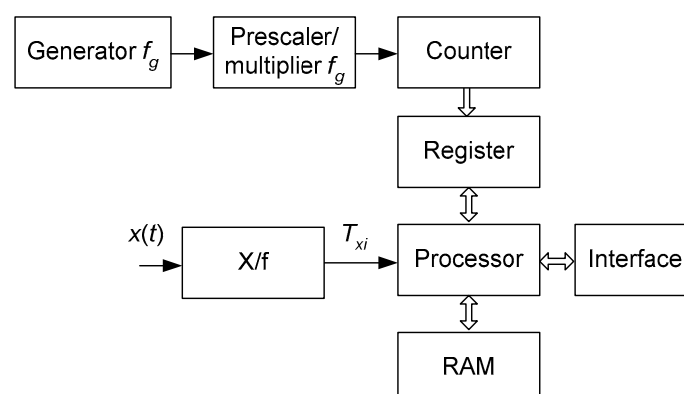 Generator fg
Prescaler/
multiplier fg
Counter
Register
x(t)
X/f
Txi
Processor
Interface
RAM